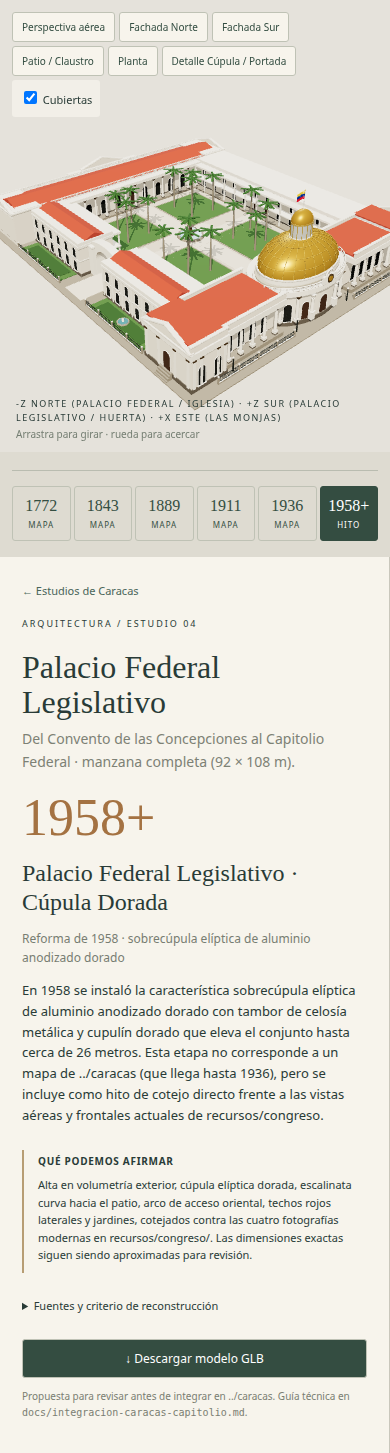 Perspectiva aérea
Fachada Norte
Fachada Sur
Patio / Claustro
Planta
Detalle Cúpula / Portada
Cubiertas
-Z NORTE (PALACIO FEDERAL / IGLESIA) · +Z SUR (PALACIO
LEGISLATIVO / HUERTA) · +X ESTE (LAS MONJAS)
Arrastra para girar · rueda para acercar
1772
MAPA
1843
MAPA
1889
MAPA
1911
MAPA
1936
MAPA
1958+
HITO
← Estudios de Caracas
ARQUITECTURA / ESTUDIO 04
Palacio Federal
Legislativo
Del Convento de las Concepciones al Capitolio
Federal · manzana completa (92 × 108 m).
1958+
Palacio Federal Legislativo ·
Cúpula Dorada
Reforma de 1958 · sobrecúpula elíptica de aluminio
anodizado dorado
En 1958 se instaló la característica sobrecúpula elíptica
de aluminio anodizado dorado con tambor de celosía
metálica y cupulín dorado que eleva el conjunto hasta
cerca de 26 metros. Esta etapa no corresponde a un
mapa de ../caracas (que llega hasta 1936), pero se
incluye como hito de cotejo directo frente a las vistas
aéreas y frontales actuales de recursos/congreso.
QUÉ PODEMOS AFIRMAR
Alta en volumetría exterior, cúpula elíptica dorada, escalinata
curva hacia el patio, arco de acceso oriental, techos rojos
laterales y jardines, cotejados contra las cuatro fotografías
modernas en recursos/congreso/. Las dimensiones exactas
siguen siendo aproximadas para revisión.
▶ Fuentes y criterio de reconstrucción
↓ Descargar modelo GLB
Propuesta para revisar antes de integrar en ../caracas. Guía técnica en
docs/integracion-caracas-capitolio.md.